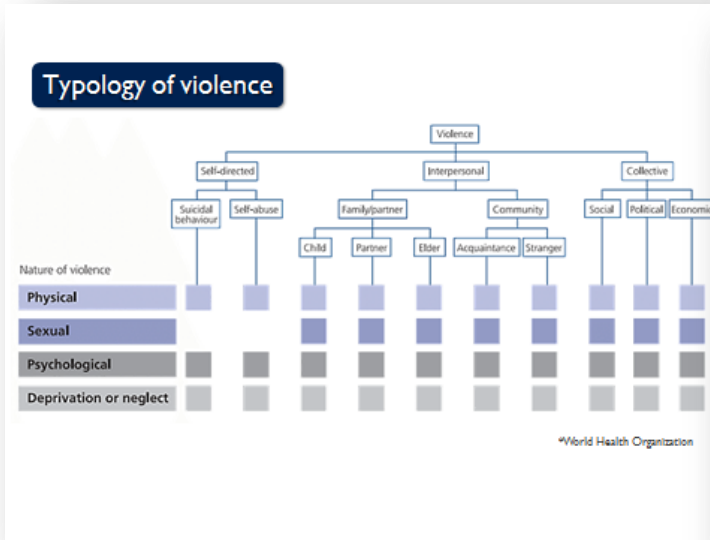 Typology of violence
Violence
Self-directed
Interpersonal
Collective
Suicidal
behaviour
Self-abuse
Family/partner
Community
Social
Political
Economic
Child
Partner
Elder
Acquaintance
Stranger
Nature of violence
Physical
Sexual
Psychological
Deprivation or neglect
*World Health Organization